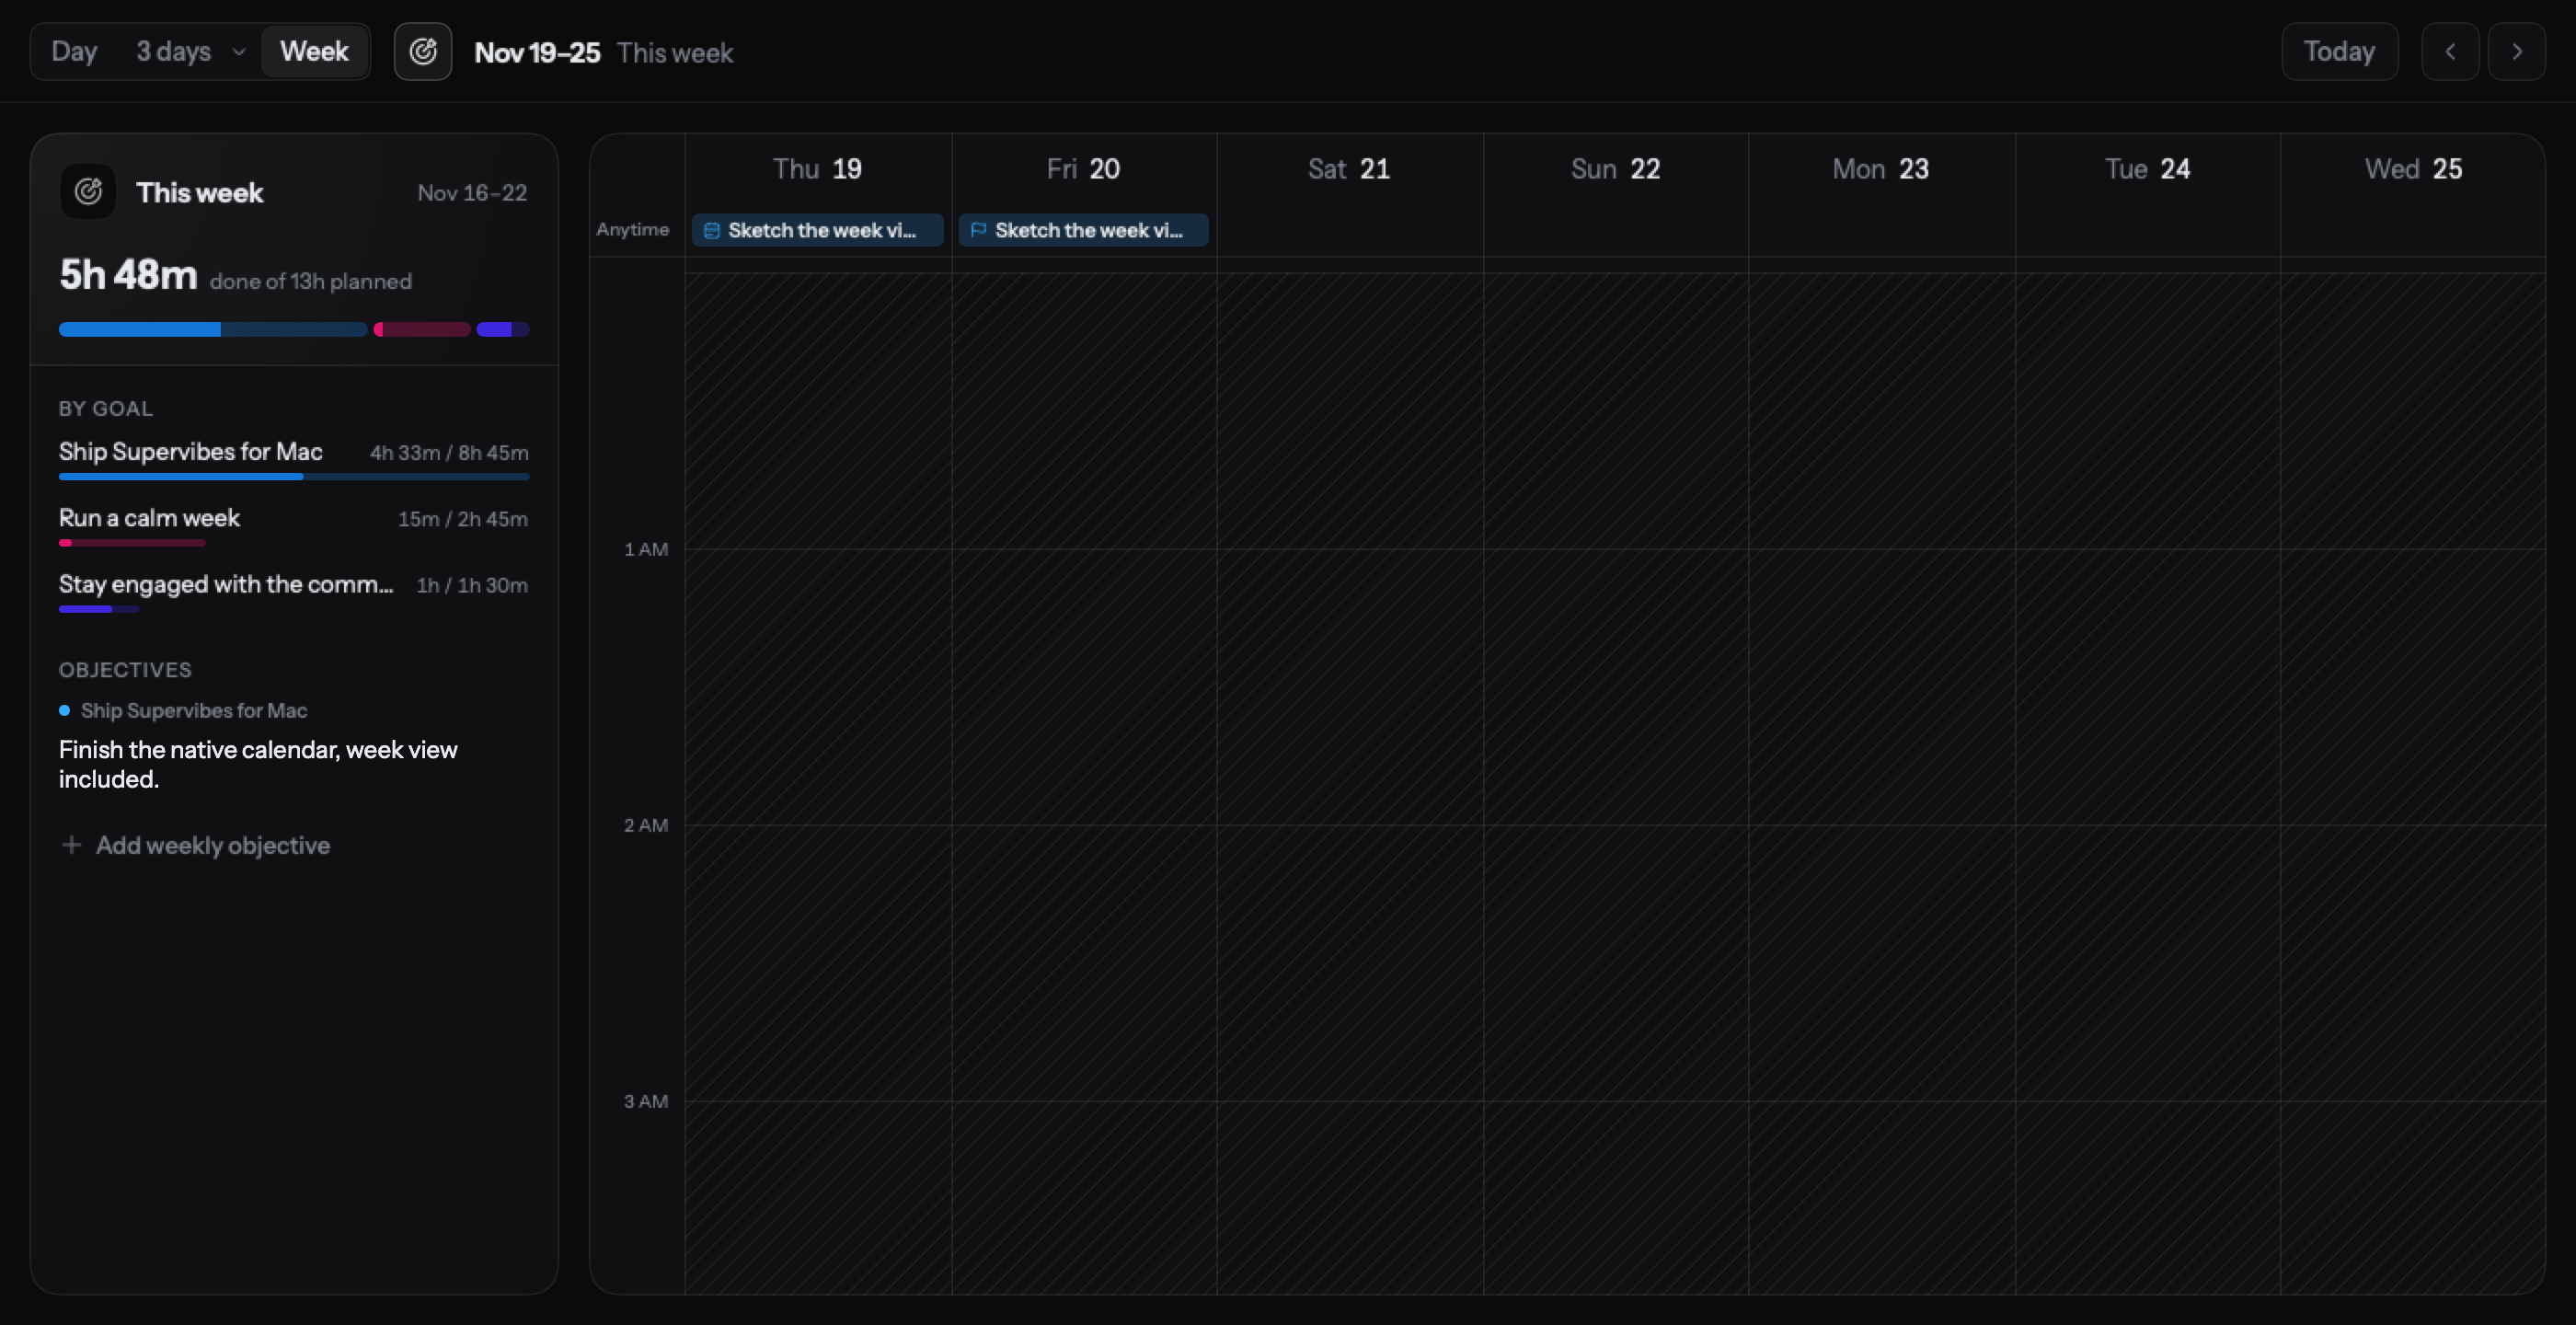 Day 3 days Week Nov 19–25 This week Today
This week Nov 16–22
5h 48m done of 13h planned
BY GOAL
Ship Supervibes for Mac 4h 33m / 8h 45m
Run a calm week 15m / 2h 45m
Stay engaged with the comm... 1h / 1h 30m
OBJECTIVES
Ship Supervibes for Mac
Finish the native calendar, week view
included.
Add weekly objective
Thu 19 Fri 20 Sat 21 Sun 22 Mon 23 Tue 24 Wed 25
Anytime Sketch the week vi... Sketch the week vi...
1 AM
2 AM
3 AM